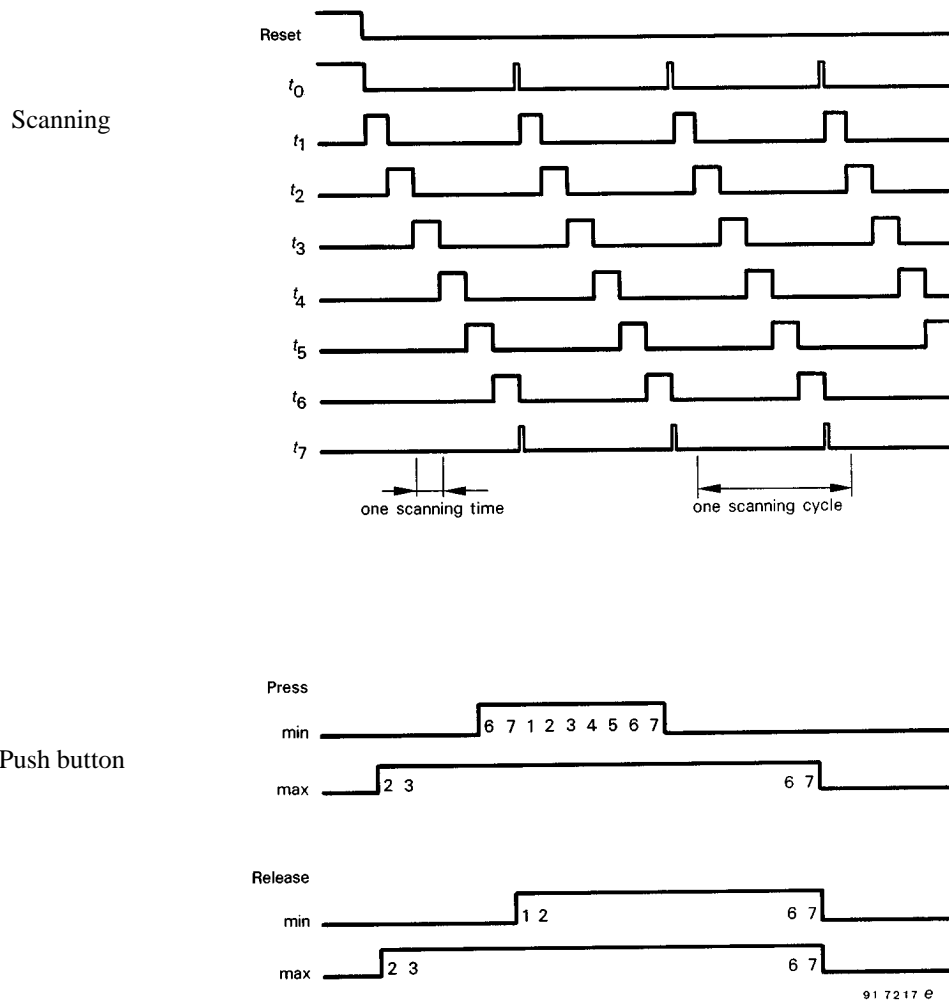 Reset
t0
Scanning
t1
t2
t3
t4
t5
t6
t7
one scanning time
one scanning cycle
Press
min
6 7 1 2 3 4 5 6 7
Push button
max
2 3
6 7
Release
min
1 2
6 7
max
2 3
6 7
91 7217 e